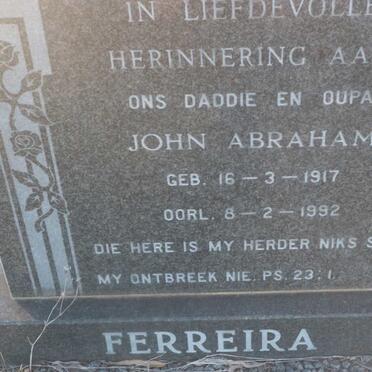 IN LIEFDEVOLLE
HERINNERING AA
ONS DADDIE EN OUPA
JOHN ABRAHAM
GEB. 16 - 3 - 1917
OORL. 8 - 2 - 1992
DIE HERE IS MY HERDER NIKS S
MY ONTBREEK NIE. PS. 23:1.
FERREIRA